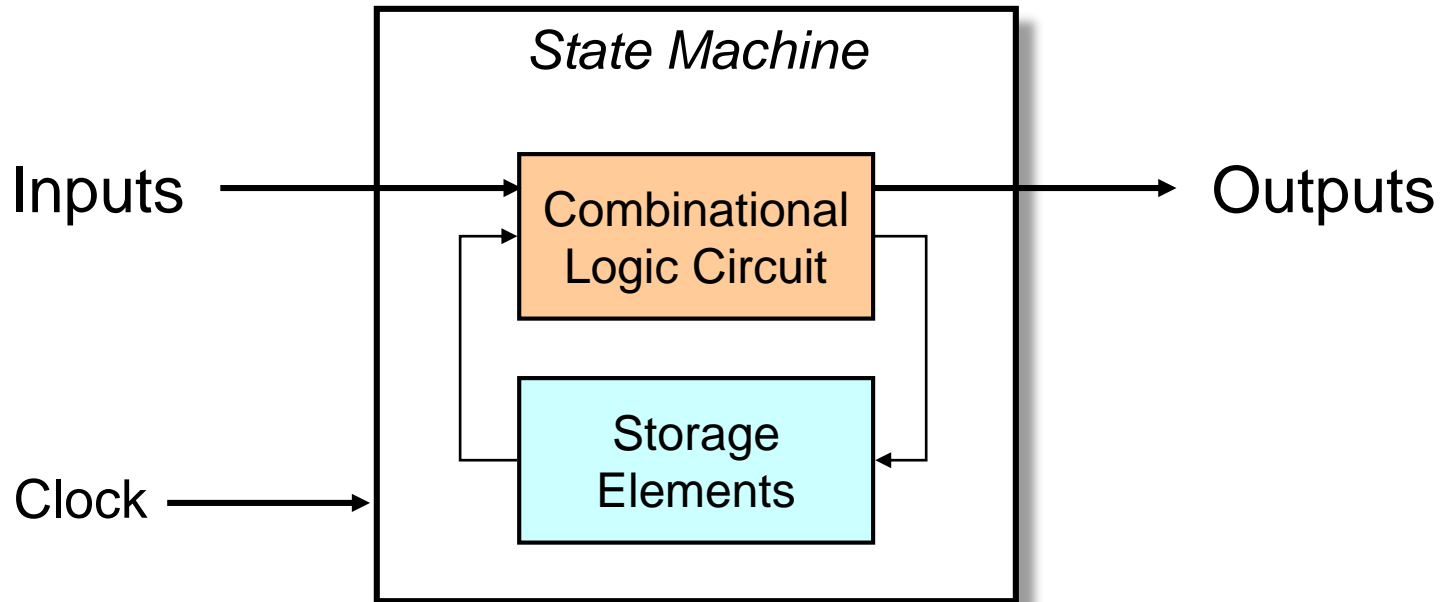 State Machine
Inputs
Combinational
Logic Circuit
Outputs
Storage
Elements
Clock